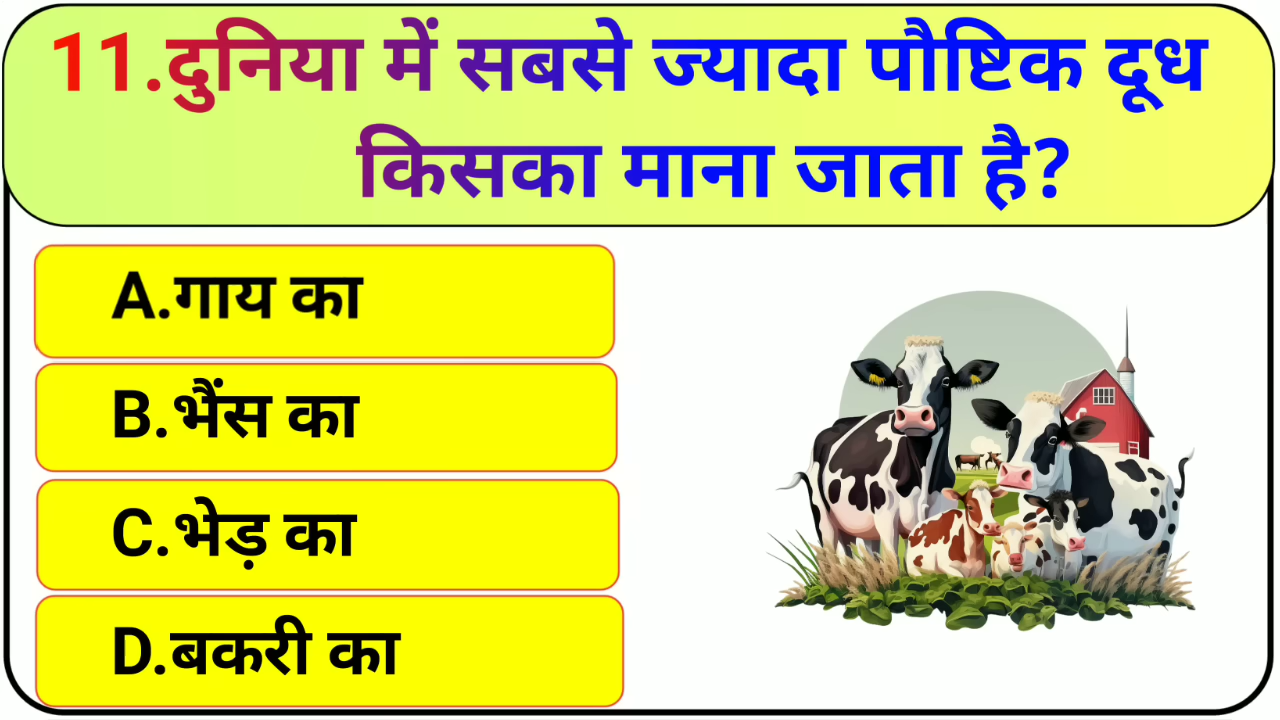 11.दुनिया में सबसे ज्यादा पौष्टिक दूध
किसका माना जाता है?
A.गाय का
B.भैंस का
C.भेड़ का
D.बकरी का